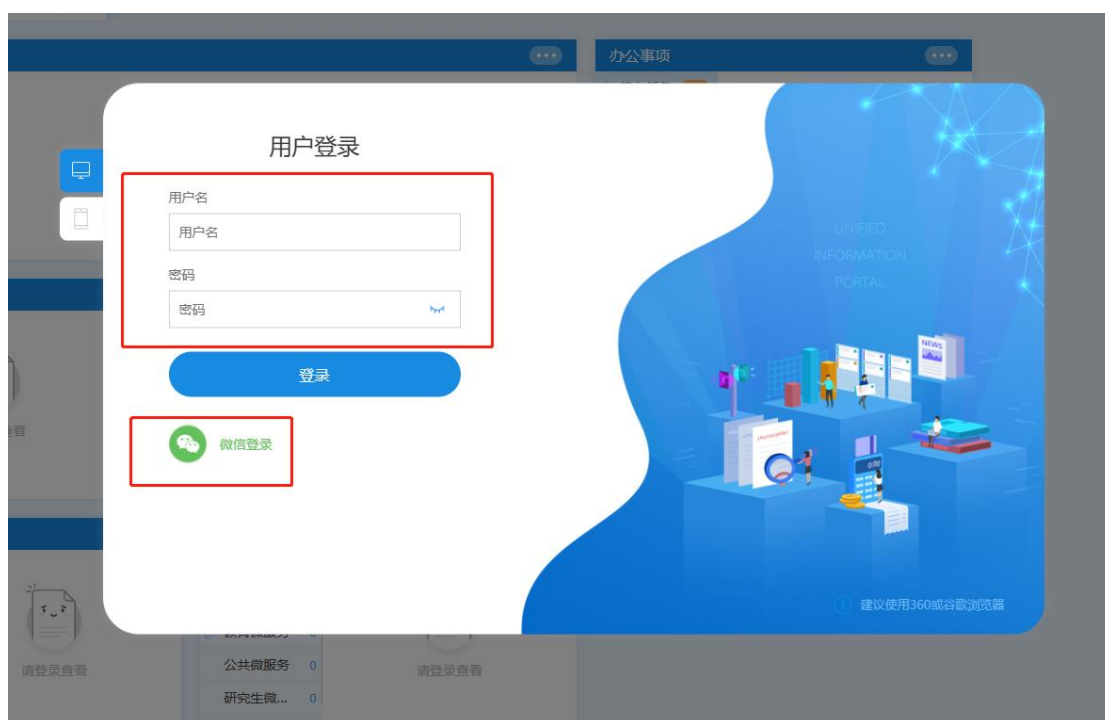 办公事项
用户登录
用户名
用户名
密码
密码
登录
微信登录
UNIFIED
INFORMATION
PORTAL
NEWS
建议使用360或谷歌浏览器
请登录查看
公共微服务 0
请登录查看
研究生微... 0